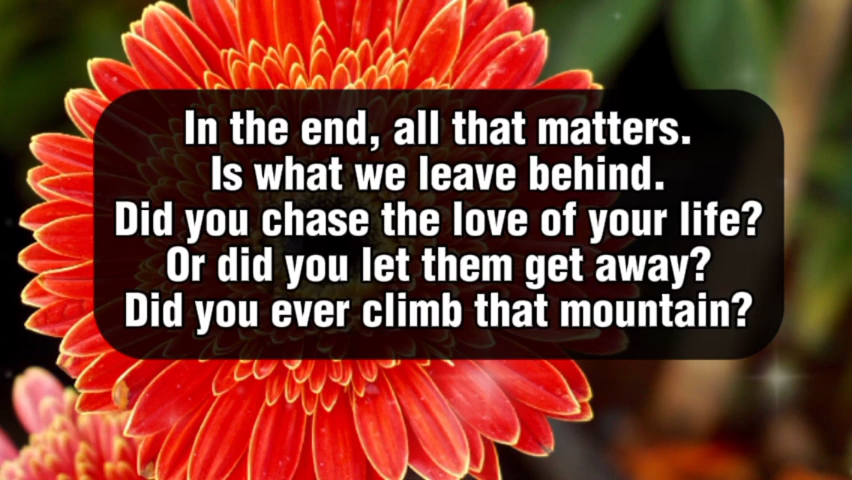 In the end, all that matters.
Is what we leave behind.
Did you chase the love of your life?
Or did you let them get away?
Did you ever climb that mountain?